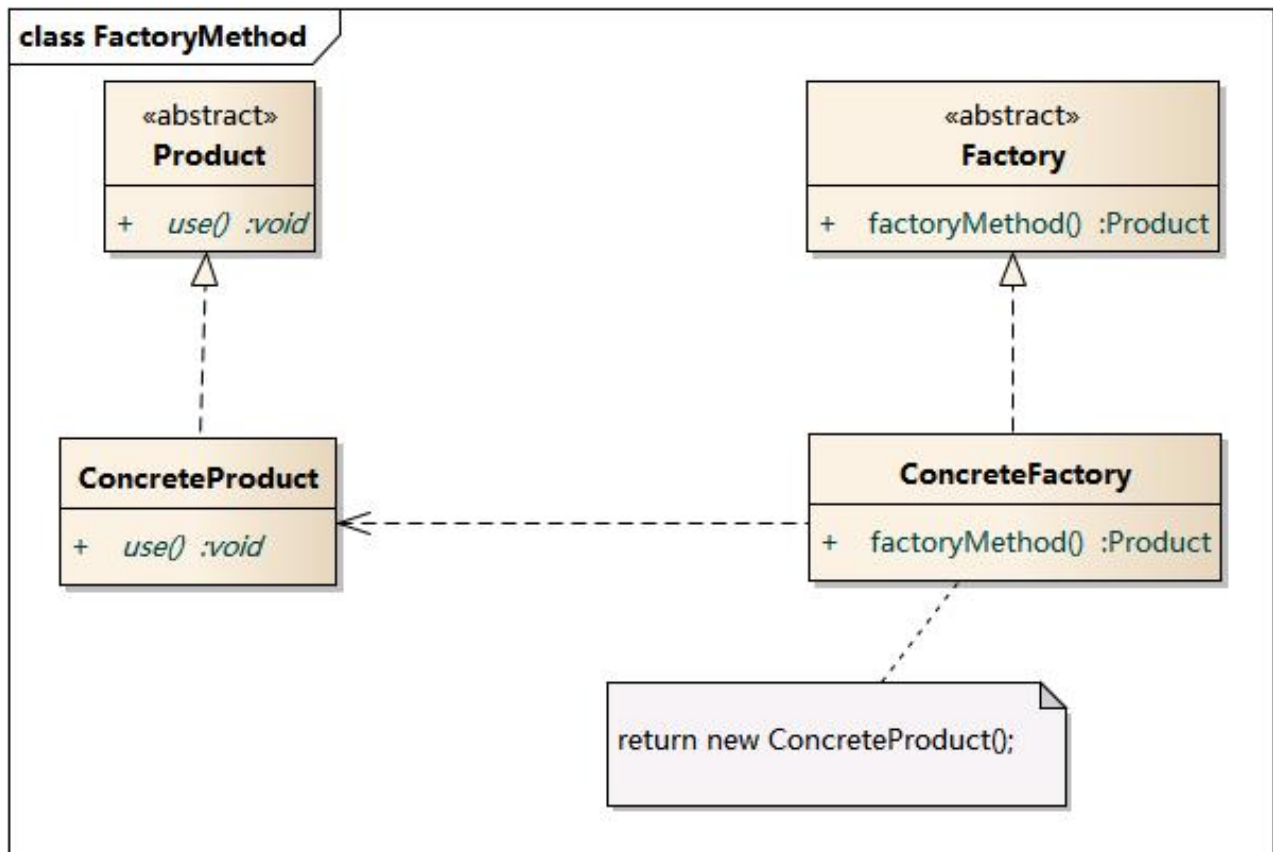 class FactoryMethod
«abstract»
Product
+ use() :void
«abstract»
Factory
+ factoryMethod() :Product
ConcreteProduct
+ use() :void
ConcreteFactory
+ factoryMethod() :Product
return new ConcreteProduct();